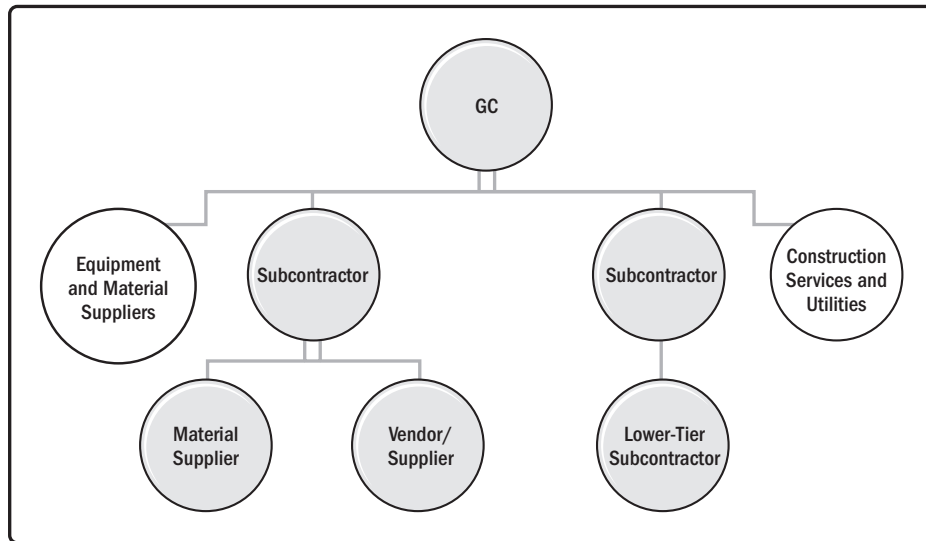 GC
Equipment
and Material
Suppliers
Subcontractor
Subcontractor
Construction
Services and
Utilities
Material
Supplier
Vendor/
Supplier
Lower-Tier
Subcontractor